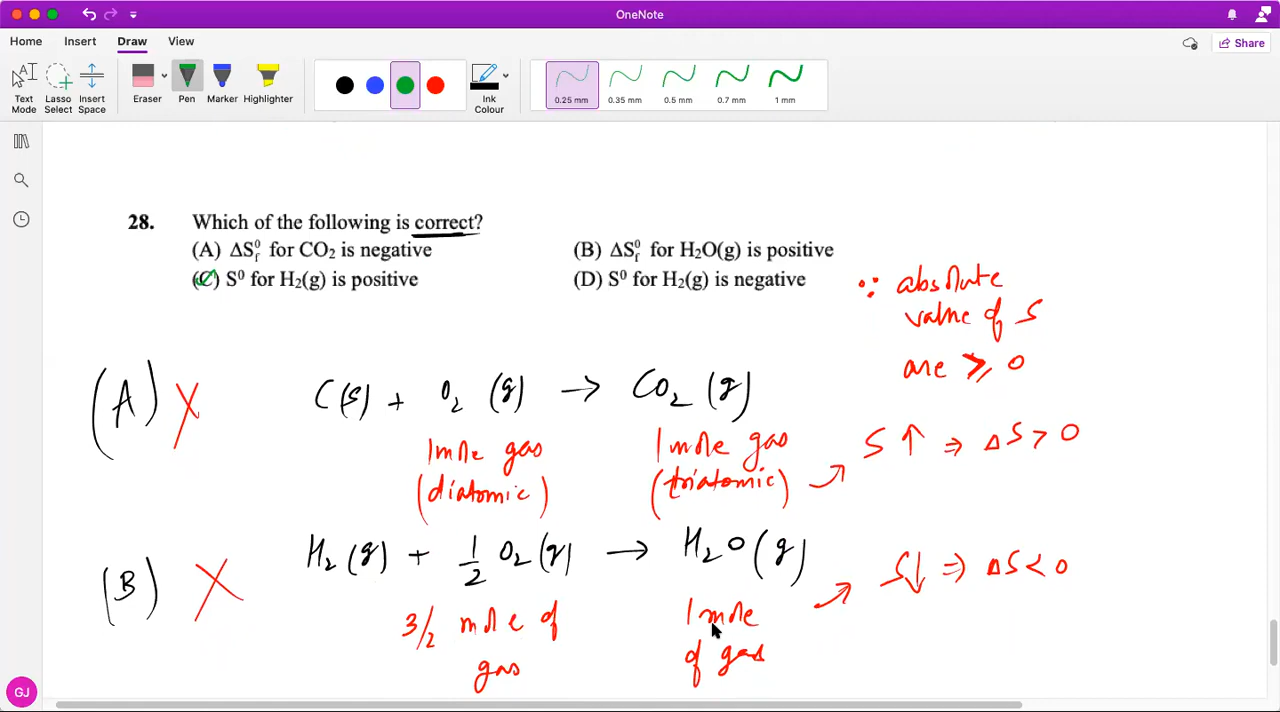 OneNote
Home Insert Draw View
Share
Text Mode
Lasso Select
Insert Space
Eraser
Pen
Marker
Highlighter
Ink Colour
0.25 mm
0.35 mm
0.5 mm
0.7 mm
1 mm
28. Which of the following is correct?
(A) ΔS⁰f for CO₂ is negative (B) ΔS⁰f for H₂O(g) is positive
(C) S⁰ for H₂(g) is positive (D) S⁰ for H₂(g) is negative
∵ absolute
value of S
are ⩾ 0
(A) X C(s) + O₂ (g) → CO₂ (g)
1 mole gas 1 mole gas S ↑ ⇒ ΔS > 0
(diatomic) (triatomic)
(B) X H₂(g) + 1/2 O₂(g) → H₂O(g)
S↓ ⇒ ΔS < 0
3/2 mole of 1 mole
gas of gas
GJ